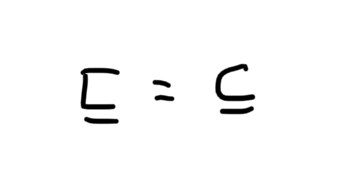 ⊑ = ⊆